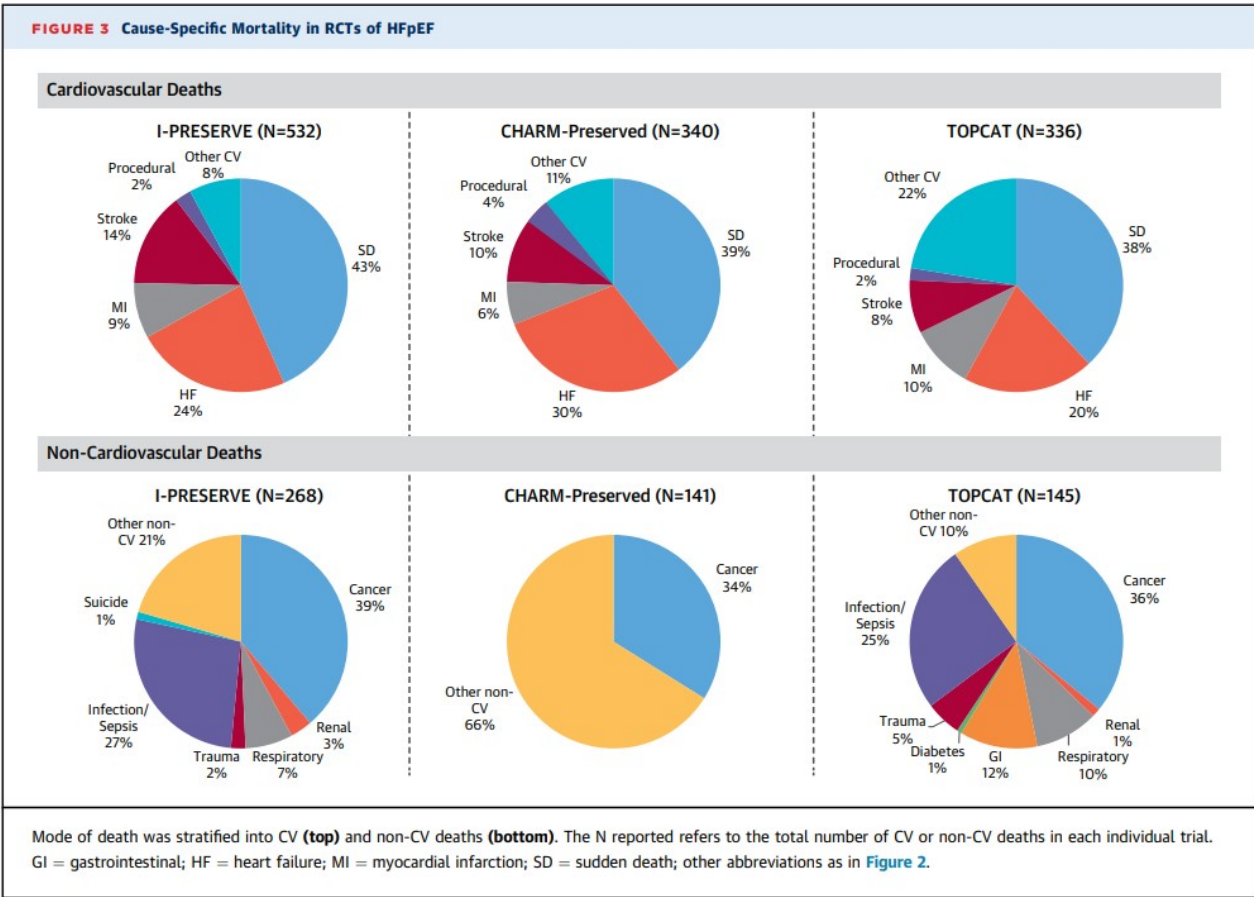 FIGURE 3 Cause-Specific Mortality in RCTs of HFpEF
Cardiovascular Deaths
I-PRESERVE (N=532)
Other CV
8%
Procedural
2%
Stroke
14%
SD
43%
MI
9%
HF
24%
CHARM-Preserved (N=340)
Other CV
11%
Procedural
4%
Stroke
10%
SD
39%
MI
6%
HF
30%
TOPCAT (N=336)
Other CV
22%
SD
38%
Procedural
2%
Stroke
8%
MI
10%
HF
20%
Non-Cardiovascular Deaths
I-PRESERVE (N=268)
Other non-
CV 21%
Cancer
39%
Suicide
1%
Infection/
Sepsis
27%
Renal
3%
Trauma
2%
Respiratory
7%
CHARM-Preserved (N=141)
Cancer
34%
Other non-
CV
66%
TOPCAT (N=145)
Other non-
CV 10%
Cancer
36%
Infection/
Sepsis
25%
Trauma
5%
Renal
1%
Diabetes
1%
GI
12%
Respiratory
10%
Mode of death was stratified into CV (top) and non-CV deaths (bottom). The N reported refers to the total number of CV or non-CV deaths in each individual trial.
GI = gastrointestinal; HF = heart failure; MI = myocardial infarction; SD = sudden death; other abbreviations as in Figure 2.